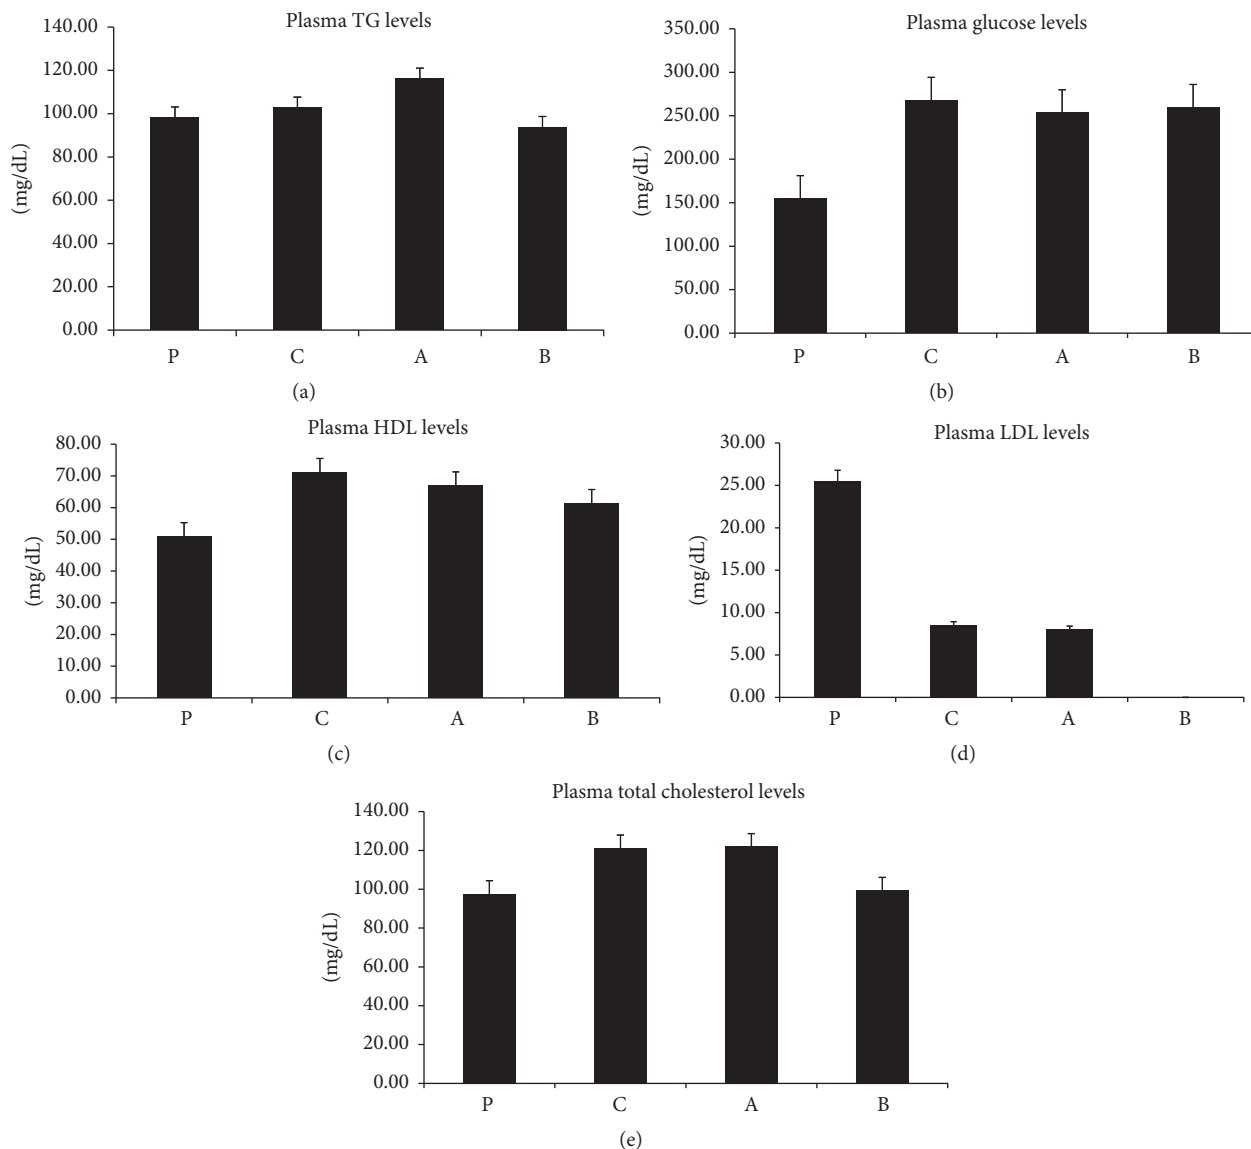 Plasma TG levels
140.00
120.00
100.00
80.00
60.00
40.00
20.00
0.00
(mg/dL)
P C A B
(a)
Plasma glucose levels
350.00
300.00
250.00
200.00
150.00
100.00
50.00
0.00
(mg/dL)
P C A B
(b)
Plasma HDL levels
80.00
70.00
60.00
50.00
40.00
30.00
20.00
10.00
0.00
(mg/dL)
P C A B
(c)
Plasma LDL levels
30.00
25.00
20.00
15.00
10.00
5.00
0.00
(mg/dL)
P C A B
(d)
Plasma total cholesterol levels
140.00
120.00
100.00
80.00
60.00
40.00
20.00
0.00
(mg/dL)
P C A B
(e)